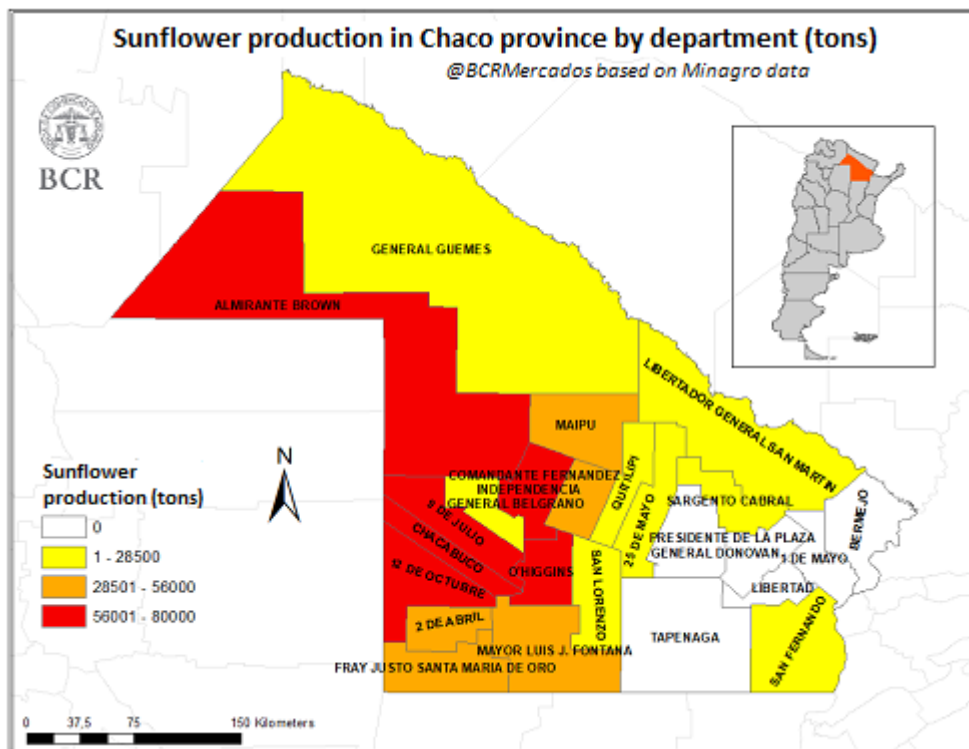 Sunflower production in Chaco province by department (tons)
@BCRMercados based on Minagro data
BCR
GENERAL GUEMES
ALMIRANTE BROWN
LIBERTADOR GENERAL SAN MARTIN
MAIPU
COMANDANTE FERNANDEZ
INDEPENDENCIA
GENERAL BELGRANO
QUITILIPI
25 DE MAYO
SARGENTO CABRAL
BERMEJO
9 DE JULIO
CHACABUCO
12 DE OCTUBRE
O'HIGGINS
SAN LORENZO
PRESIDENTE DE LA PLAZA
GENERAL DONOVAN
1 DE MAYO
LIBERTAD
2 DE ABRIL
MAYOR LUIS J. FONTANA
FRAY JUSTO SANTA MARIA DE ORO
TAPENAGA
SAN FERNANDO
N
Sunflower
production (tons)
0
1 - 28500
28501 - 56000
56001 - 80000
0 37,5 75 150 Kilometers